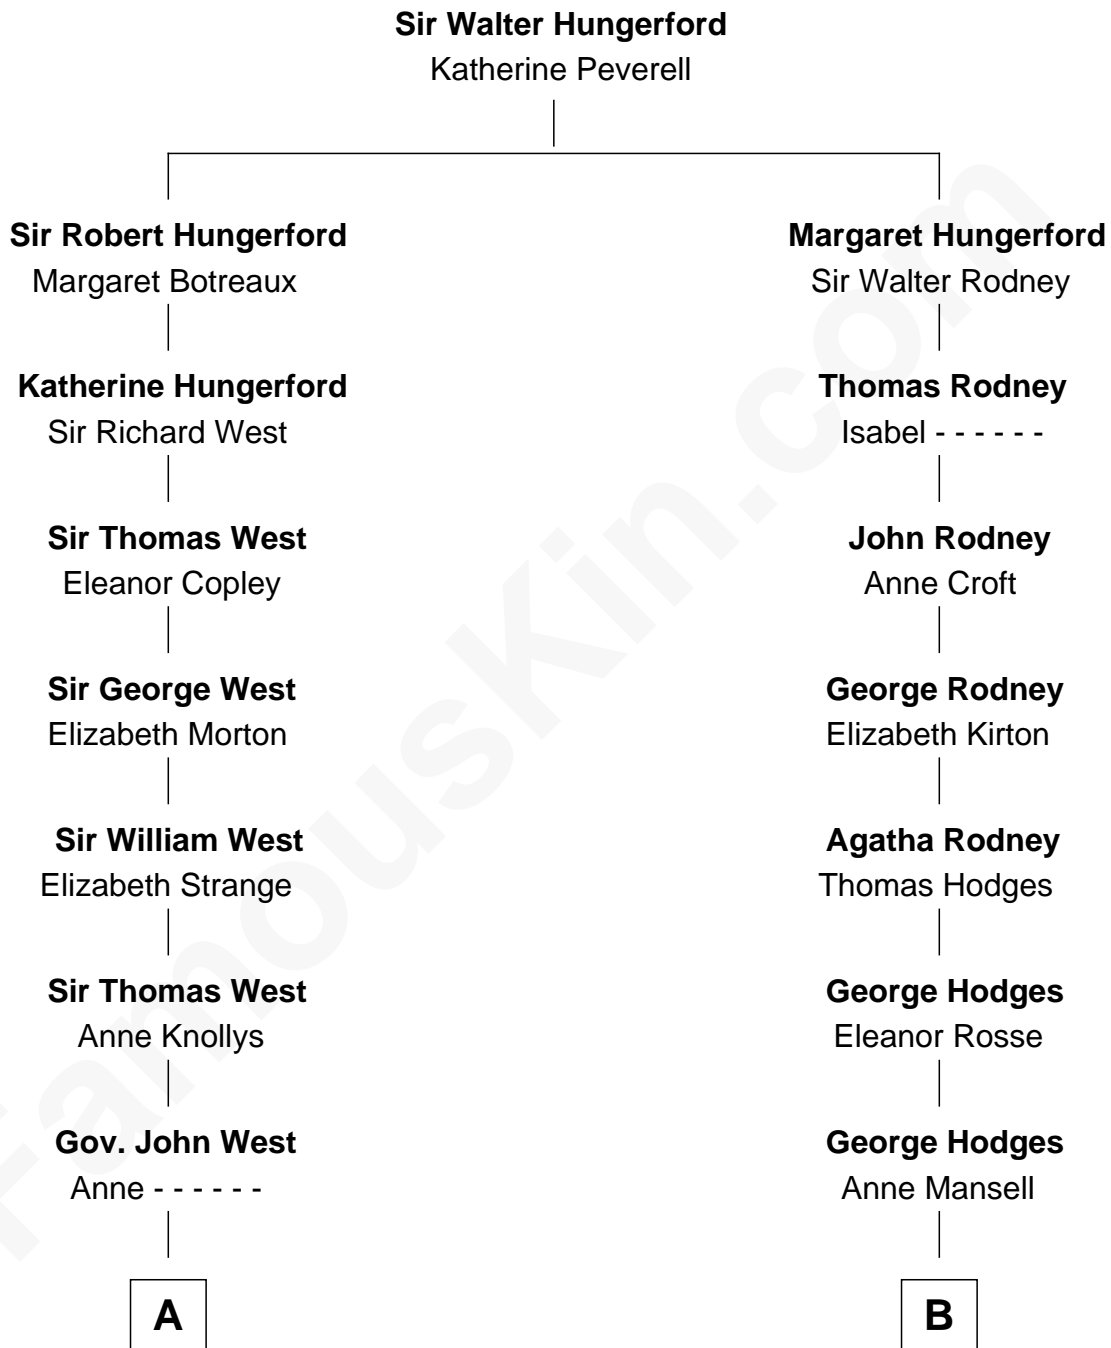 Sir Walter Hungerford
Katherine Peverell
Sir Robert Hungerford
Margaret Botreaux
Margaret Hungerford
Sir Walter Rodney
Katherine Hungerford
Sir Richard West
Thomas Rodney
Isabel - - - - - -
Sir Thomas West
Eleanor Copley
John Rodney
Anne Croft
Sir George West
Elizabeth Morton
George Rodney
Elizabeth Kirton
Sir William West
Elizabeth Strange
Agatha Rodney
Thomas Hodges
Sir Thomas West
Anne Knollys
George Hodges
Eleanor Rosse
Gov. John West
Anne - - - - - -
George Hodges
Anne Mansell
A
B
FamousKin.com